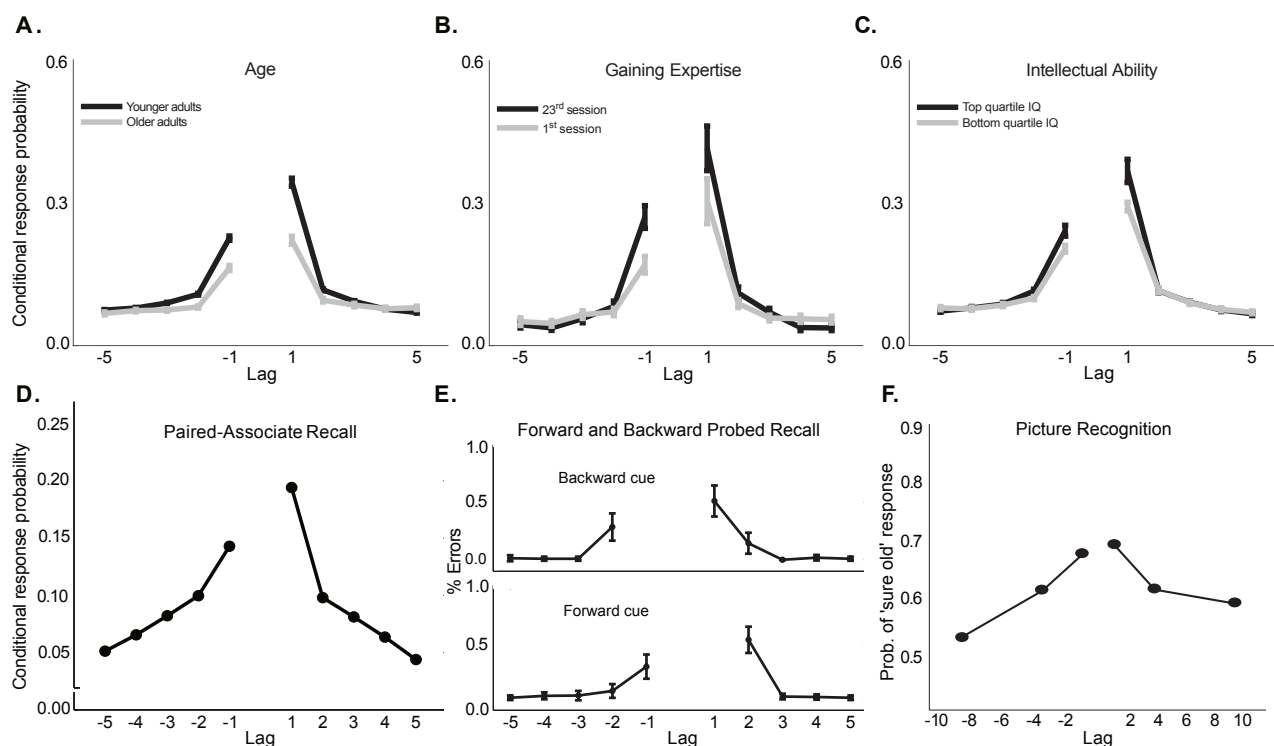 A.
Age
Conditional response probability
0.6
0.3
0.0
Younger adults
Older adults
-5 -1 1 5
Lag
B.
Gaining Expertise
0.6
0.3
0.0
23rd session
1st session
-5 -1 1 5
Lag
C.
Intellectual Ability
0.6
0.3
0.0
Top quartile IQ
Bottom quartile IQ
-5 -1 1 5
Lag
D.
Paired-Associate Recall
Conditional response probability
0.25
0.20
0.15
0.10
0.05
0.00
-5 -4 -3 -2 -1 1 2 3 4 5
Lag
E.
Forward and Backward Probed Recall
% Errors
1.0
Backward cue
0.5
0.0
1.0
Forward cue
0.5
0.0
-5 -4 -3 -2 -1 1 2 3 4 5
Lag
F.
Picture Recognition
Prob. of 'sure old' response
0.9
0.8
0.7
0.6
0.5
-10 -8 -6 -4 -2 2 4 6 8 10
Lag